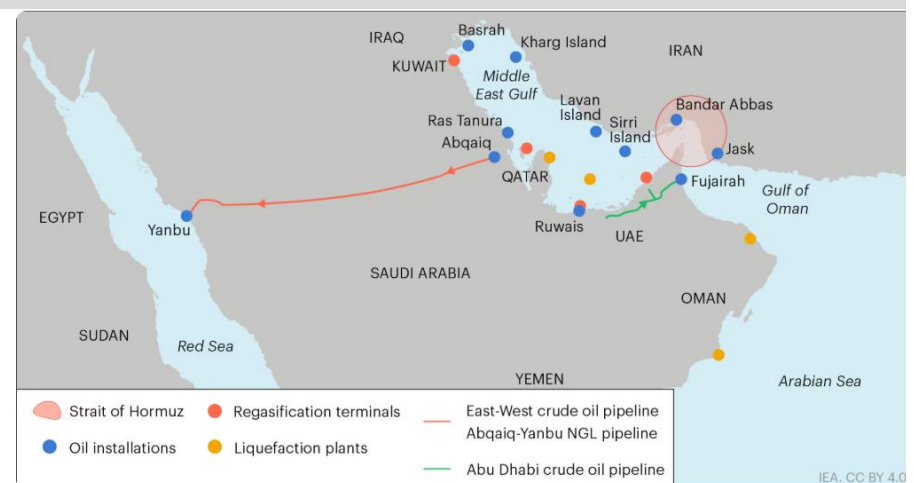 IRAQ
Basrah
Kharg Island
IRAN
KUWAIT
Middle
East Gulf
Lavan
Island
Bandar Abbas
Ras Tanura
Sirri
Island
Abqaiq
Jask
QATAR
Fujairah
Gulf of
Oman
EGYPT
Yanbu
Ruwais
UAE
SAUDI ARABIA
OMAN
SUDAN
Red Sea
YEMEN
Arabian Sea
Strait of Hormuz
Regasification terminals
East-West crude oil pipeline
Abqaiq-Yanbu NGL pipeline
Oil installations
Liquefaction plants
Abu Dhabi crude oil pipeline
IEA. CC BY 4.0